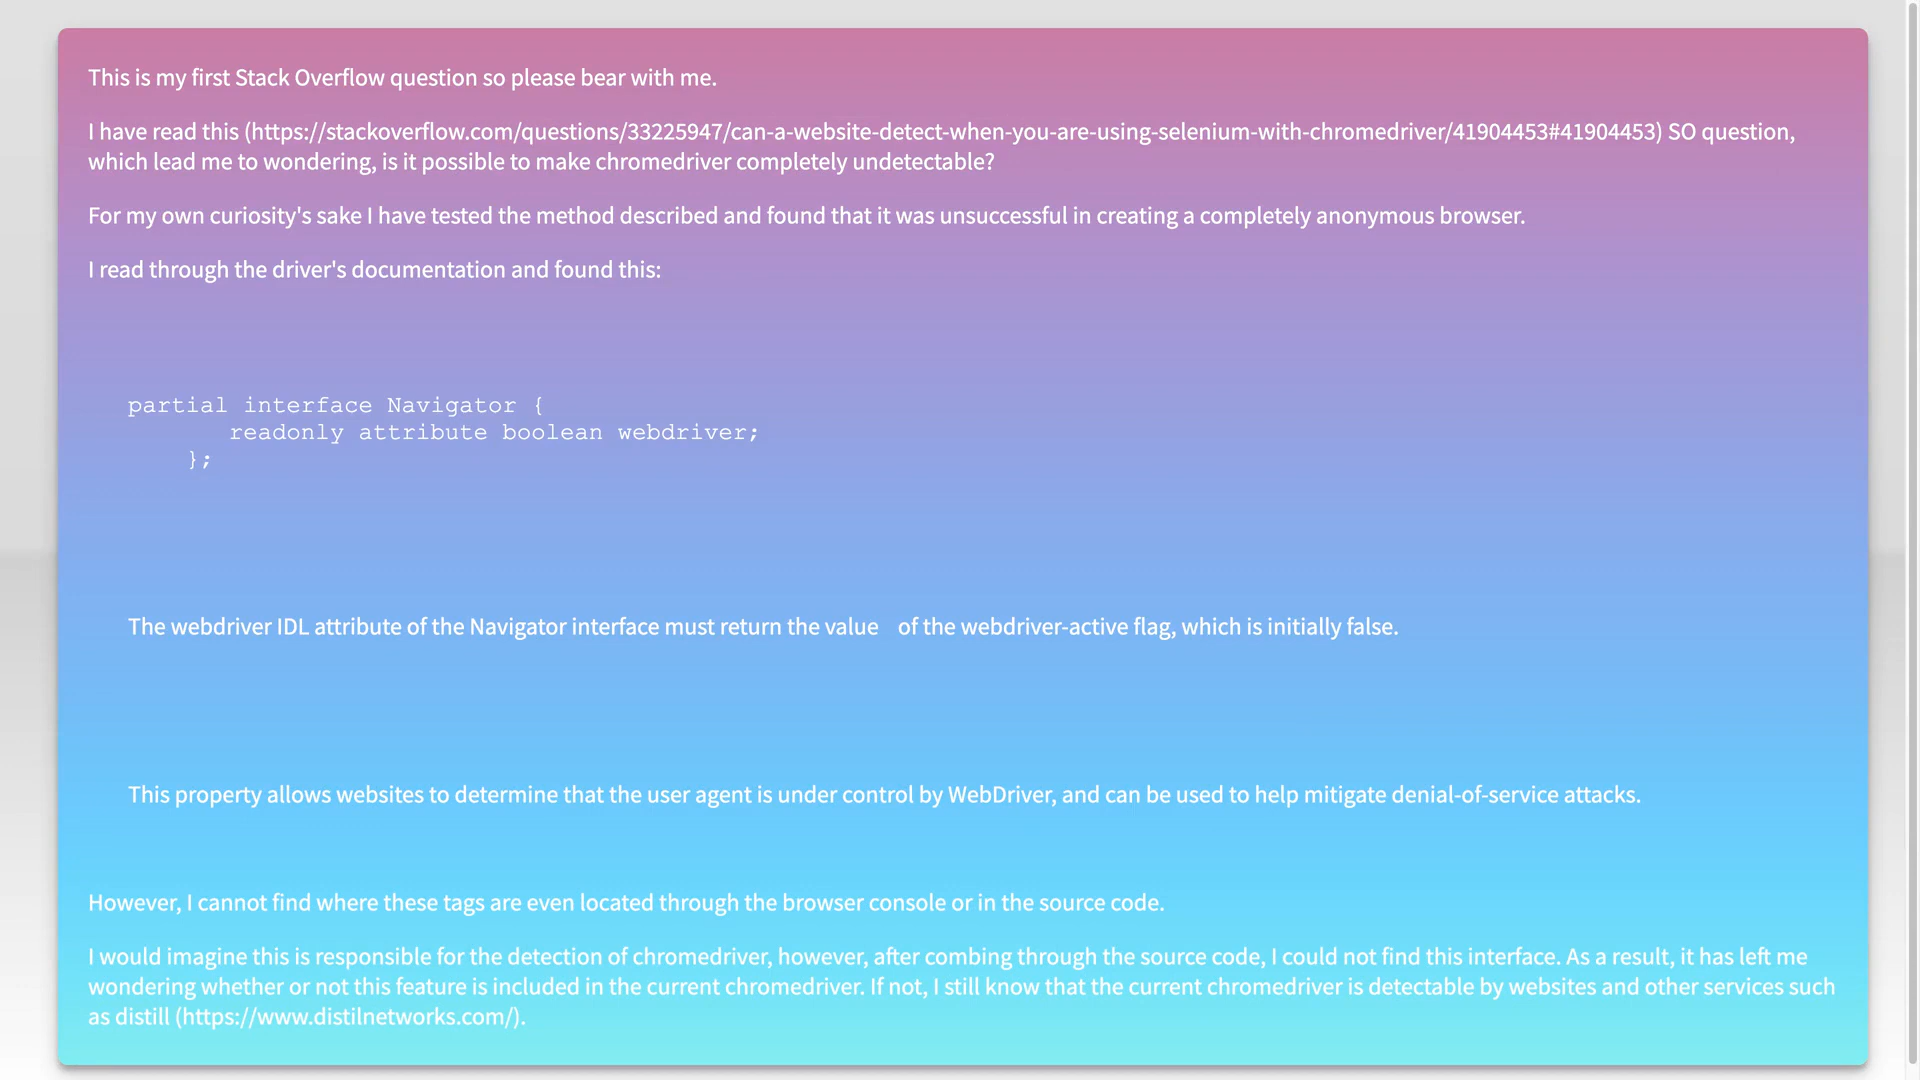 This is my first Stack Overflow question so please bear with me.
I have read this (https://stackoverflow.com/questions/33225947/can-a-website-detect-when-you-are-using-selenium-with-chromedriver/41904453#41904453) SO question,
which lead me to wondering, is it possible to make chromedriver completely undetectable?
For my own curiosity's sake I have tested the method described and found that it was unsuccessful in creating a completely anonymous browser.
I read through the driver's documentation and found this:
partial interface Navigator {
readonly attribute boolean webdriver;
};
The webdriver IDL attribute of the Navigator interface must return the value of the webdriver-active flag, which is initially false.
This property allows websites to determine that the user agent is under control by WebDriver, and can be used to help mitigate denial-of-service attacks.
However, I cannot find where these tags are even located through the browser console or in the source code.
I would imagine this is responsible for the detection of chromedriver, however, after combing through the source code, I could not find this interface. As a result, it has left me
wondering whether or not this feature is included in the current chromedriver. If not, I still know that the current chromedriver is detectable by websites and other services such
as distill (https://www.distilnetworks.com/).